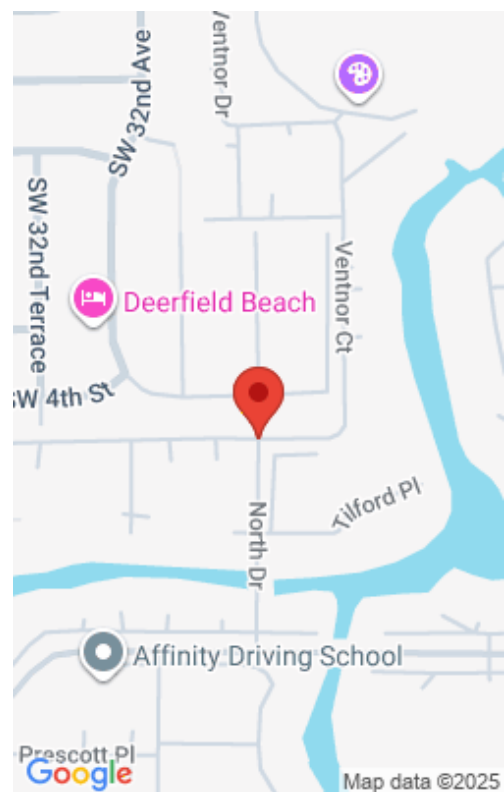 Ventnor Dr
SW 32nd Ave
SW 32nd Terrace
Ventnor Ct
Deerfield Beach
SW 4th St
Tilford Pl
North Dr
Affinity Driving School
Prescott Pl
Google
Map data ©2025